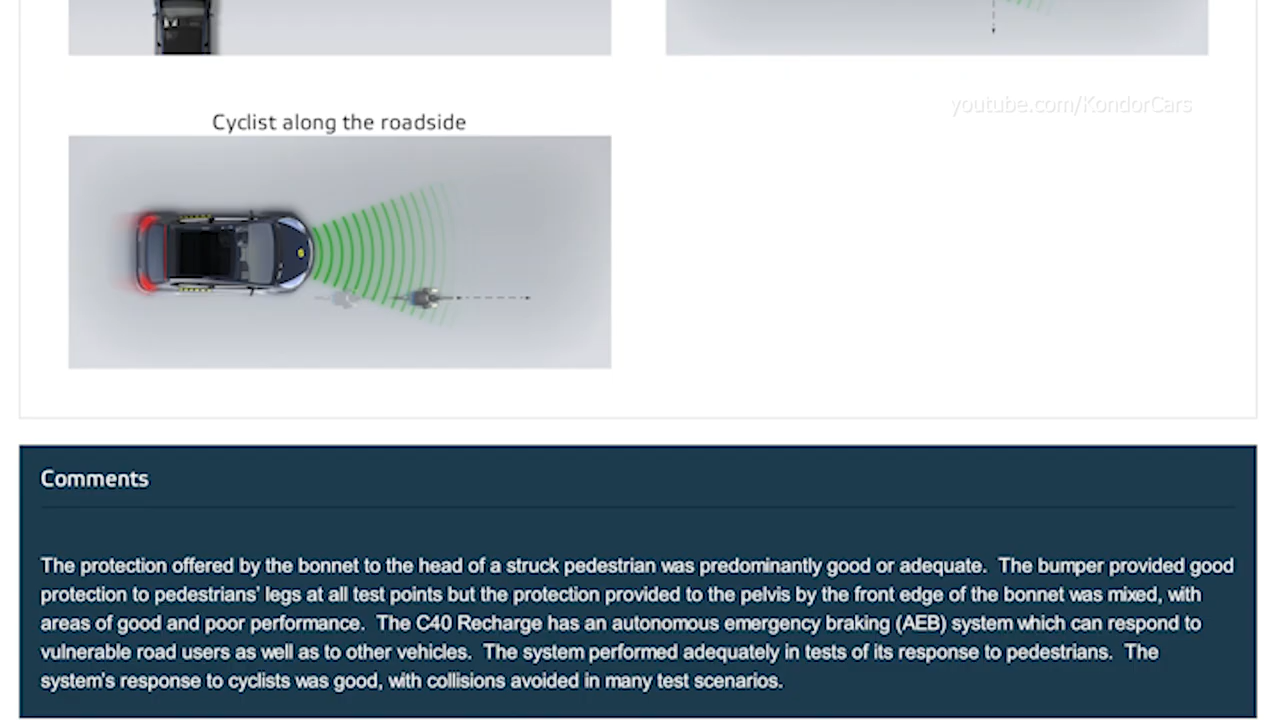 youtube.com/KondorCars
Cyclist along the roadside
Comments
The protection offered by the bonnet to the head of a struck pedestrian was predominantly good or adequate. The bumper provided good
protection to pedestrians' legs at all test points but the protection provided to the pelvis by the front edge of the bonnet was mixed, with
areas of good and poor performance. The C40 Recharge has an autonomous emergency braking (AEB) system which can respond to
vulnerable road users as well as to other vehicles. The system performed adequately in tests of its response to pedestrians. The
system's response to cyclists was good, with collisions avoided in many test scenarios.